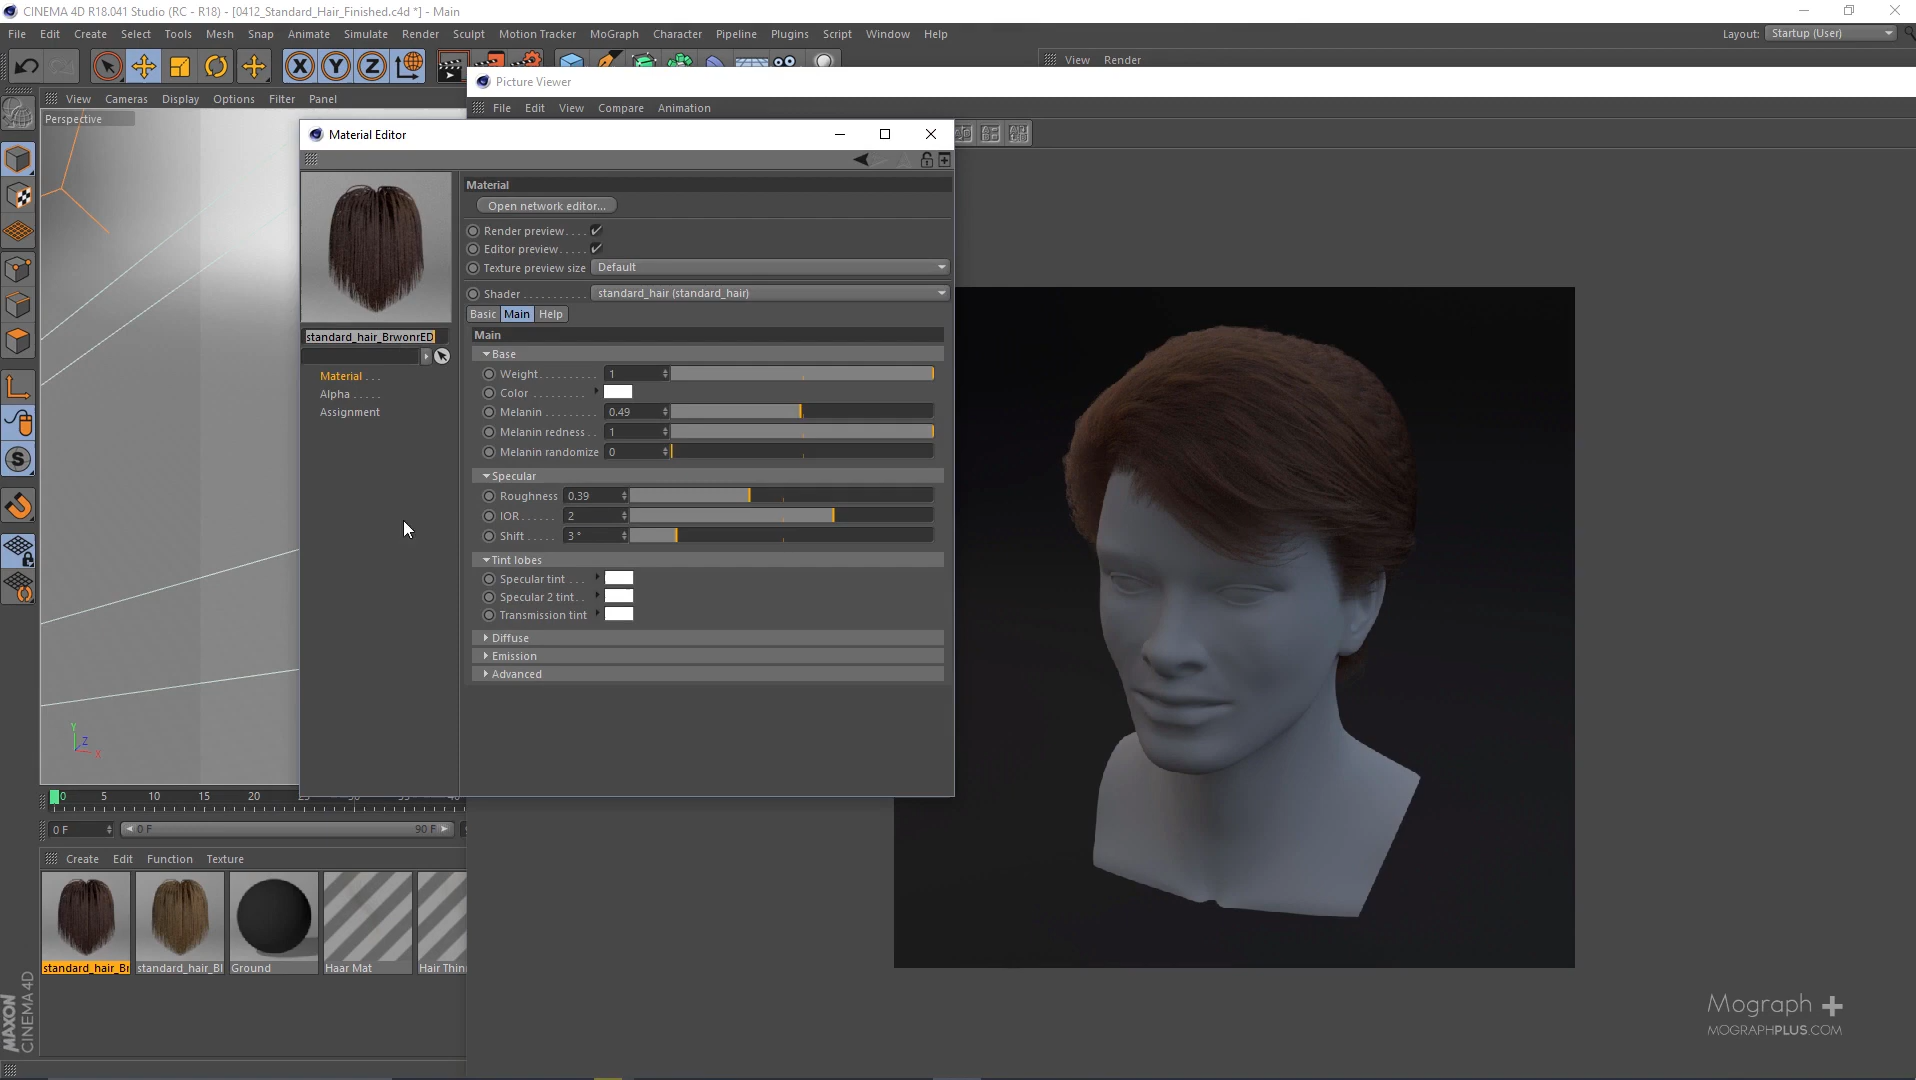 CINEMA 4D R18.041 Studio (RC - R18) - [0412_Standard_Hair_Finished.c4d *] - Main
File Edit Create Select Tools Mesh Snap Animate Simulate Render Sculpt Motion Tracker MoGraph Character Pipeline Plugins Script Window Help
Layout: Startup (User)
View Render
Picture Viewer
View Cameras Display Options Filter Panel
File Edit View Compare Animation
Perspective
Material Editor
Material
Open network editor...
Render preview
Editor preview
Texture preview size Default
Shader standard_hair (standard_hair)
Basic Main Help
standard_hair_BrwonrED
Main
Base
Weight 1
Color
Melanin 0.49
Melanin redness 1
Melanin randomize 0
Material
Alpha
Assignment
Specular
Roughness 0.39
IOR 2
Shift 3 °
Tint lobes
Specular tint
Specular 2 tint
Transmission tint
Diffuse
Emission
Advanced
Y
Z
X
0 5 10 15 20
0 F 0 F 90 F
Create Edit Function Texture
standard_hair_Br standard_hair_Bl Ground Haar Mat Hair Thin
MAXON
CINEMA 4D
Mograph +
MOGRAPHPLUS.COM